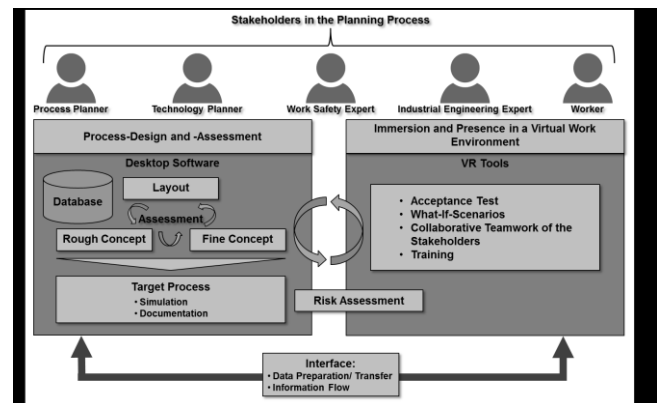 Stakeholders in the Planning Process
Process Planner
Technology Planner
Work Safety Expert
Industrial Engineering Expert
Worker
Process-Design and -Assessment
Desktop Software
Database
Layout
Assessment
Rough Concept
Fine Concept
Target Process
• Simulation
• Documentation
Immersion and Presence in a Virtual Work
Environment
VR Tools
• Acceptance Test
• What-If-Scenarios
• Collaborative Teamwork of the
Stakeholders
• Training
Risk Assessment
Interface:
• Data Preparation/ Transfer
• Information Flow